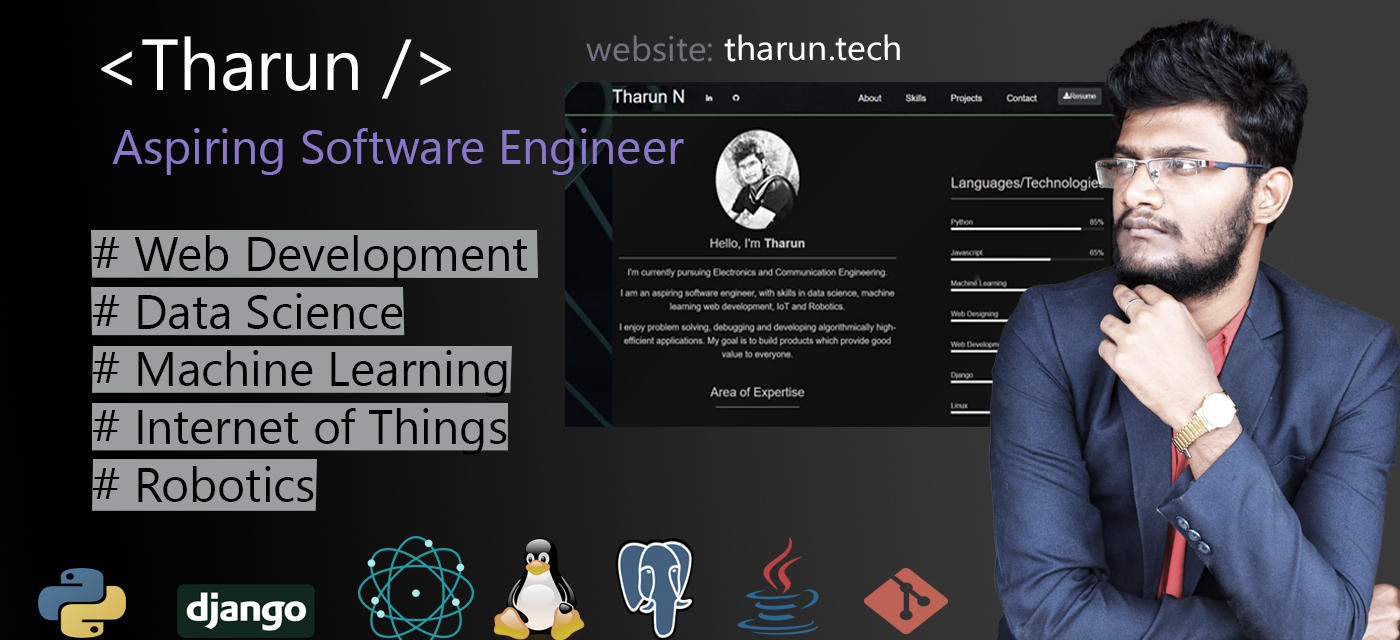 <Tharun />
Aspiring Software Engineer
# Web Development
# Data Science
# Machine Learning
# Internet of Things
# Robotics
website: tharun.tech
Tharun N
in
About
Skills
Projects
Contact
Resume
Hello, I'm Tharun
I'm currently pursuing Electronics and Communication Engineering.
I am an aspiring software engineer, with skills in data science, machine
learning web development, IoT and Robotics.
I enjoy problem solving, debugging and developing algorithmically high-
efficient applications. My goal is to build products which provide good
value to everyone.
Area of Expertise
Languages/Technologies
Python 85%
Javascript 65%
Machine Learning
Web Designing
Web Developm
Django
Linux
django